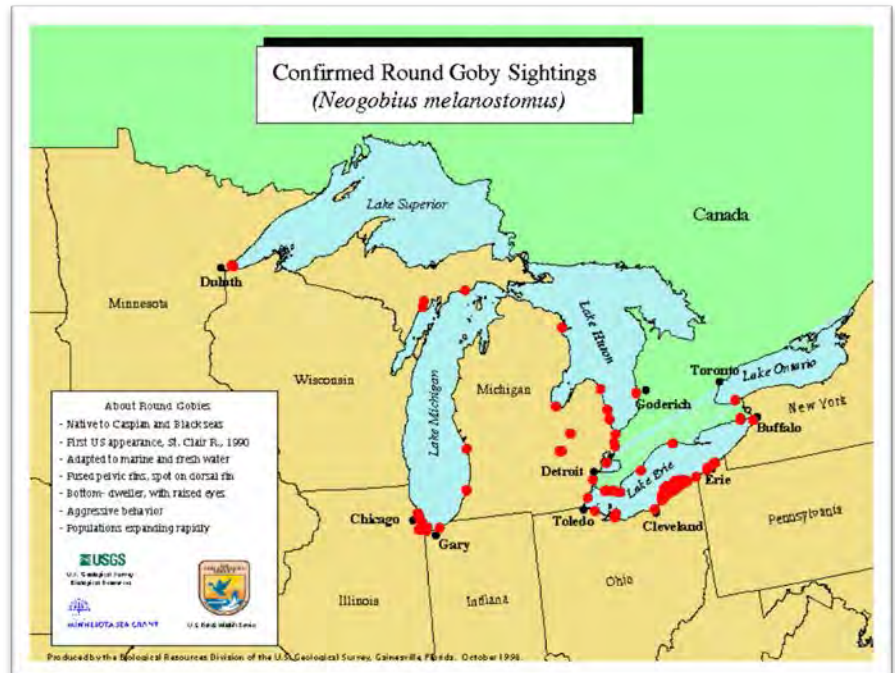 Confirmed Round Goby Sightings
(Neogobius melanostomus)
Lake Superior
Canada
Duluth
Minnesota
Lake Huron
Wisconsin
Lake Michigan
Michigan
Toronto
Lake Ontario
Goderich
New York
Buffalo
Detroit
Lake Erie
Erie
Toledo
Cleveland
Pennsylvania
Chicago
Gary
Illinois
Indiana
Ohio
About Round Gobies
- Native to Caspian and Black seas
- First US appearance, St. Clair R., 1990
- Adapted to marine and fresh water
- Fused pelvic fins, spot on dorsal fin
- Bottom- dweller, with raised eyes
- Aggressive behavior
- Populations expanding rapidly
USGS
U.S. Geological Survey
Biological Resources
MINNESOTA SEA GRANT
Produced by the Biological Resources Division of the U.S. Geological Survey, Gainesville, Florida. October